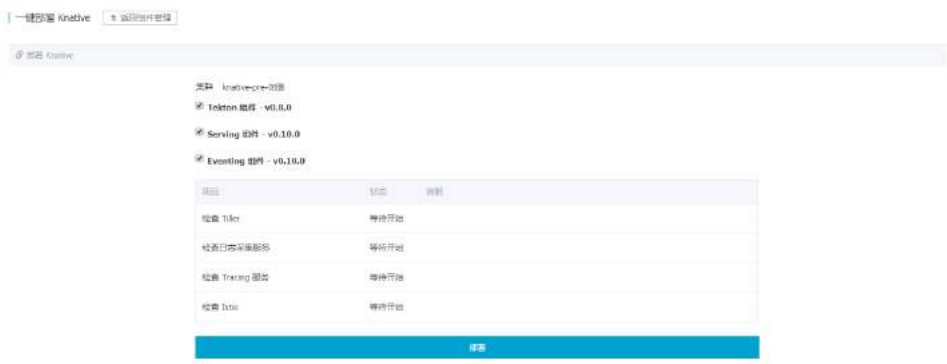 一键部署 Knative
返回组件管理
部署 Knative
集群 knative-pre-
Tekton 组件 - v0.8.0
Serving 组件 - v0.10.0
Eventing 组件 - v0.10.0
项目 状态 说明
检查 Tiller 等待开始
检查日志采集服务 等待开始
检查 Tracing 服务 等待开始
检查 Istio 等待开始
部署